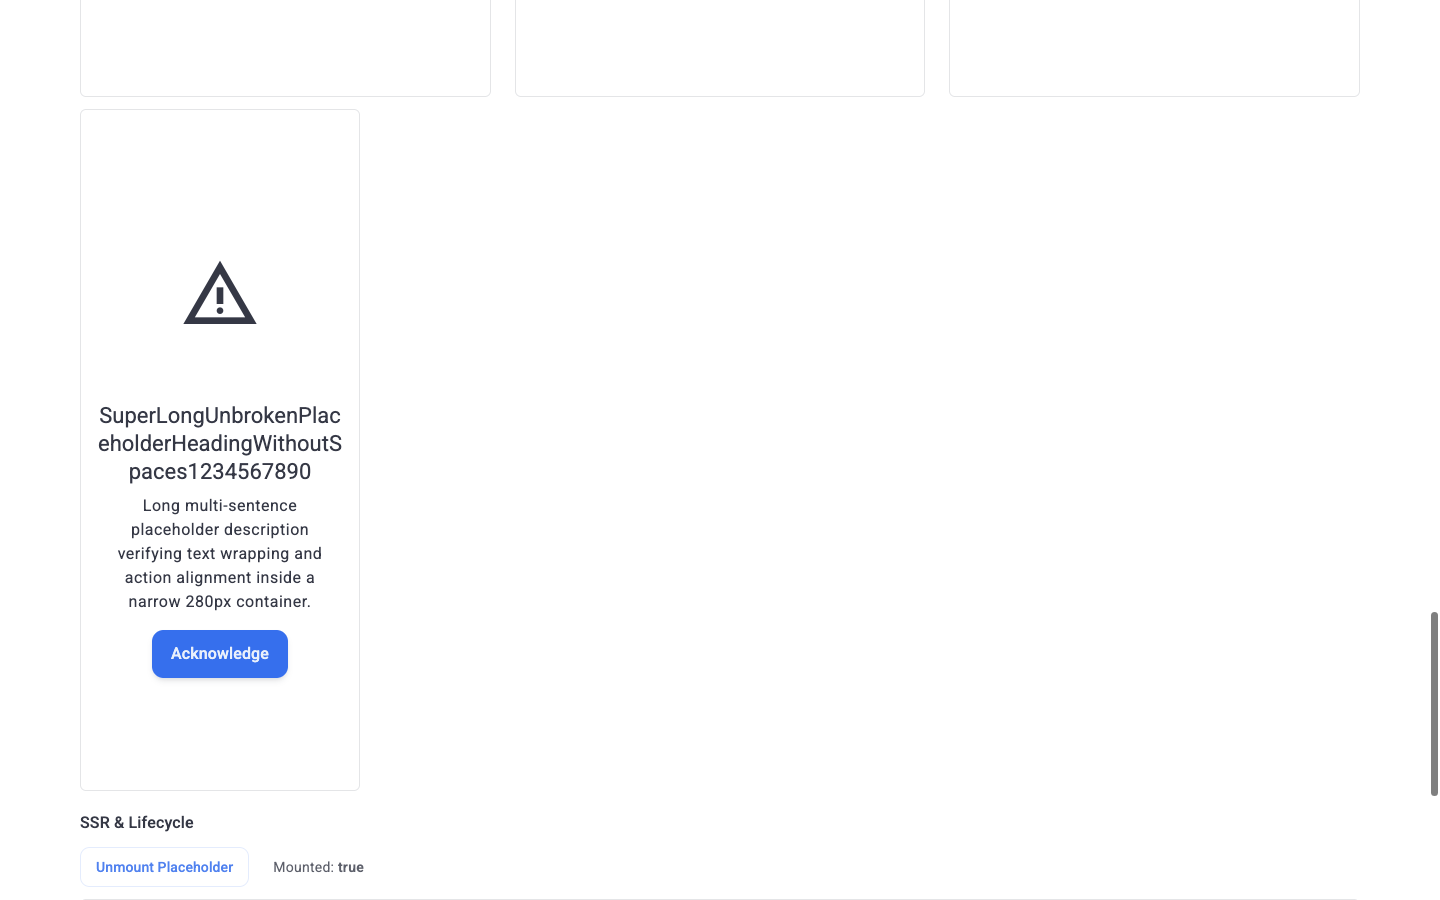 SuperLongUnbrokenPlac
eholderHeadingWithoutS
paces1234567890
Long multi-sentence
placeholder description
verifying text wrapping and
action alignment inside a
narrow 280px container.
Acknowledge
SSR & Lifecycle
Unmount Placeholder Mounted: true